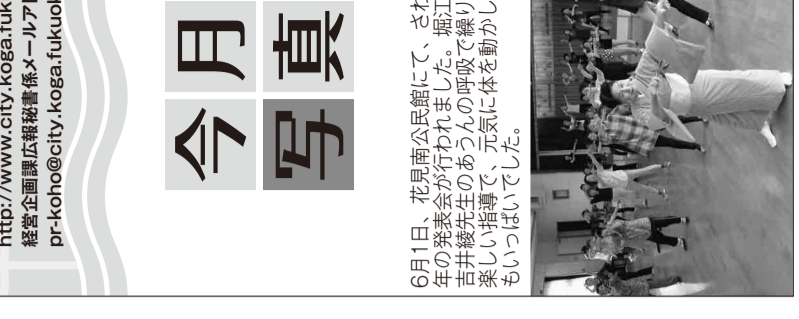 http://www.city.koga.fuk
経営企画課広報秘書係メールア
pr-koho@city.koga.fukuok
今月
写真
6月1日、花見南公民館にて、され
年の発表会が行われました。堀江
吉井綾先生のあうんの呼吸で繰り
楽しい指導で、元気に体を動かし
もいっぱいでした。